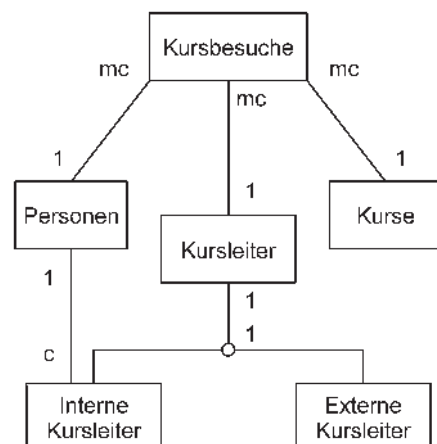 Kursbesuche
mc
mc
mc
1
1
1
Personen
Kursleiter
Kurse
1
1
1
c
Interne
Kursleiter
Externe
Kursleiter